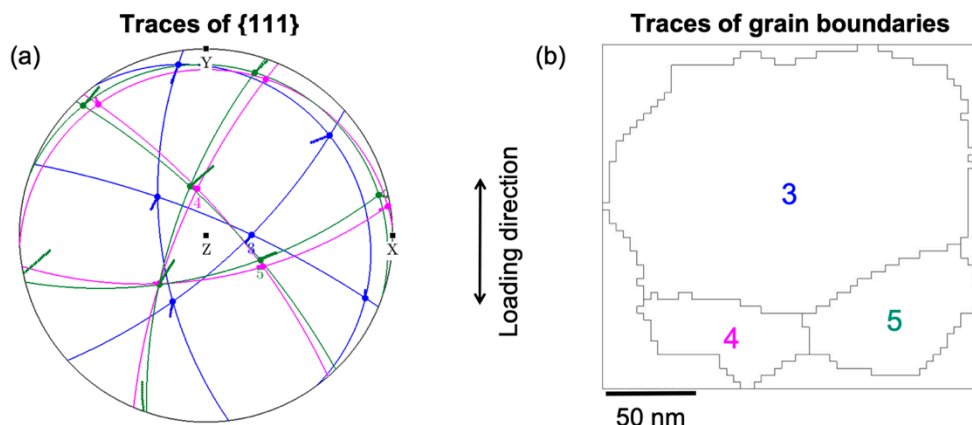 Traces of {111}
(a)
Y
4
3
Z
X
5
Loading direction
Traces of grain boundaries
(b)
3
4
5
50 nm